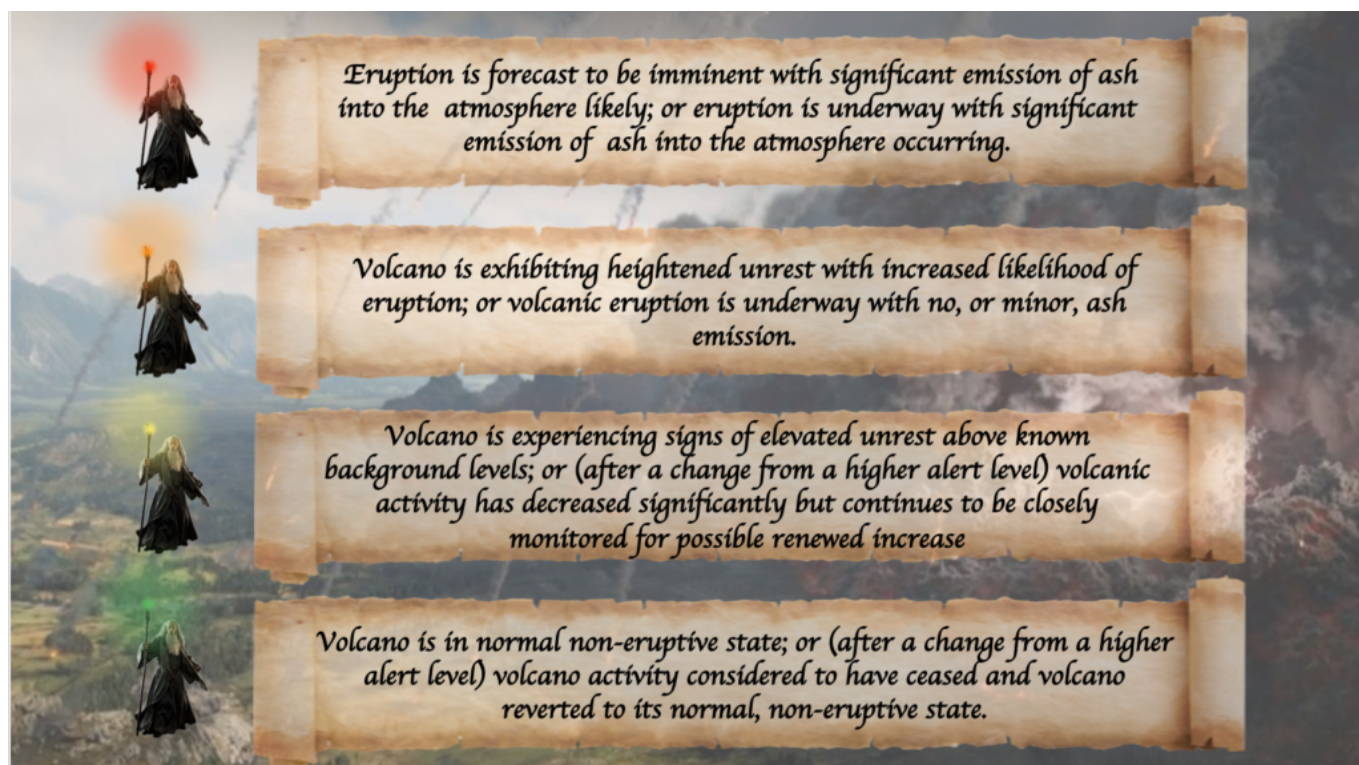 Eruption is forecast to be imminent with significant emission of ash
into the atmosphere likely; or eruption is underway with significant
emission of ash into the atmosphere occurring.
Volcano is exhibiting heightened unrest with increased likelihood of
eruption; or volcanic eruption is underway with no, or minor, ash
emission.
Volcano is experiencing signs of elevated unrest above known
background levels; or (after a change from a higher alert level) volcanic
activity has decreased significantly but continues to be closely
monitored for possible renewed increase
Volcano is in normal non-eruptive state; or (after a change from a higher
alert level) volcano activity considered to have ceased and volcano
reverted to its normal, non-eruptive state.